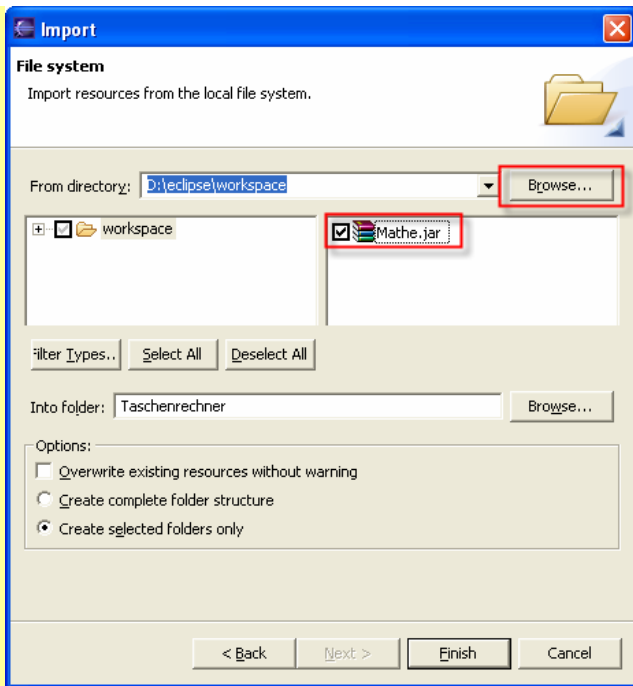 Import
File system
Import resources from the local file system.
From directory: D:\eclipse\workspace Browse...
workspace Mathe.jar
Filter Types.. Select All Deselect All
Into folder: Taschenrechner Browse...
Options:
Overwrite existing resources without warning
Create complete folder structure
Create selected folders only
< Back Next > Finish Cancel